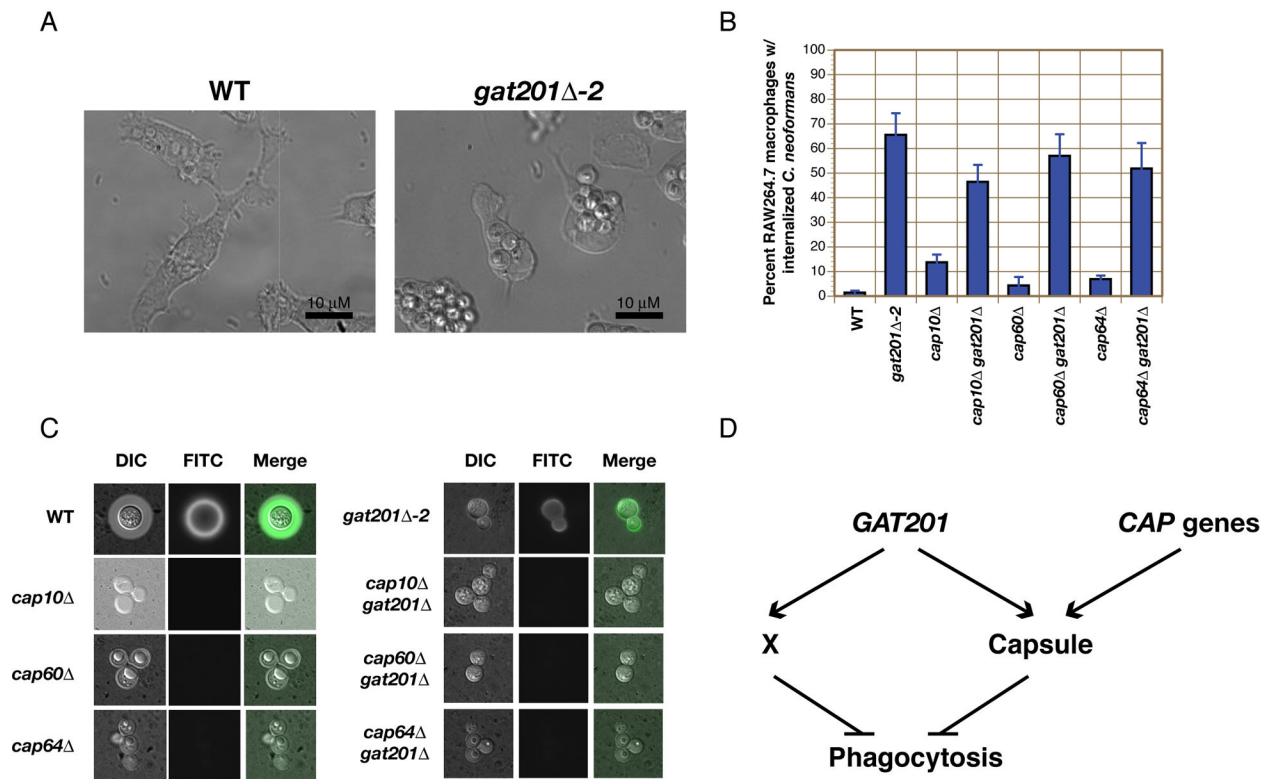 A
WT
gat201Δ-2
10 μM
10 μM
B
Percent RAW264.7 macrophages w/
internalized C. neoformans
100
90
80
70
60
50
40
30
20
10
0
WT
gat201Δ-2
cap10Δ
cap10Δ gat201Δ
cap60Δ
cap60Δ gat201Δ
cap64Δ
cap64Δ gat201Δ
C
DIC FITC Merge
WT
cap10Δ
cap60Δ
cap64Δ
DIC FITC Merge
gat201Δ-2
cap10Δ
gat201Δ
cap60Δ
gat201Δ
cap64Δ
gat201Δ
D
GAT201 CAP genes
X Capsule
Phagocytosis